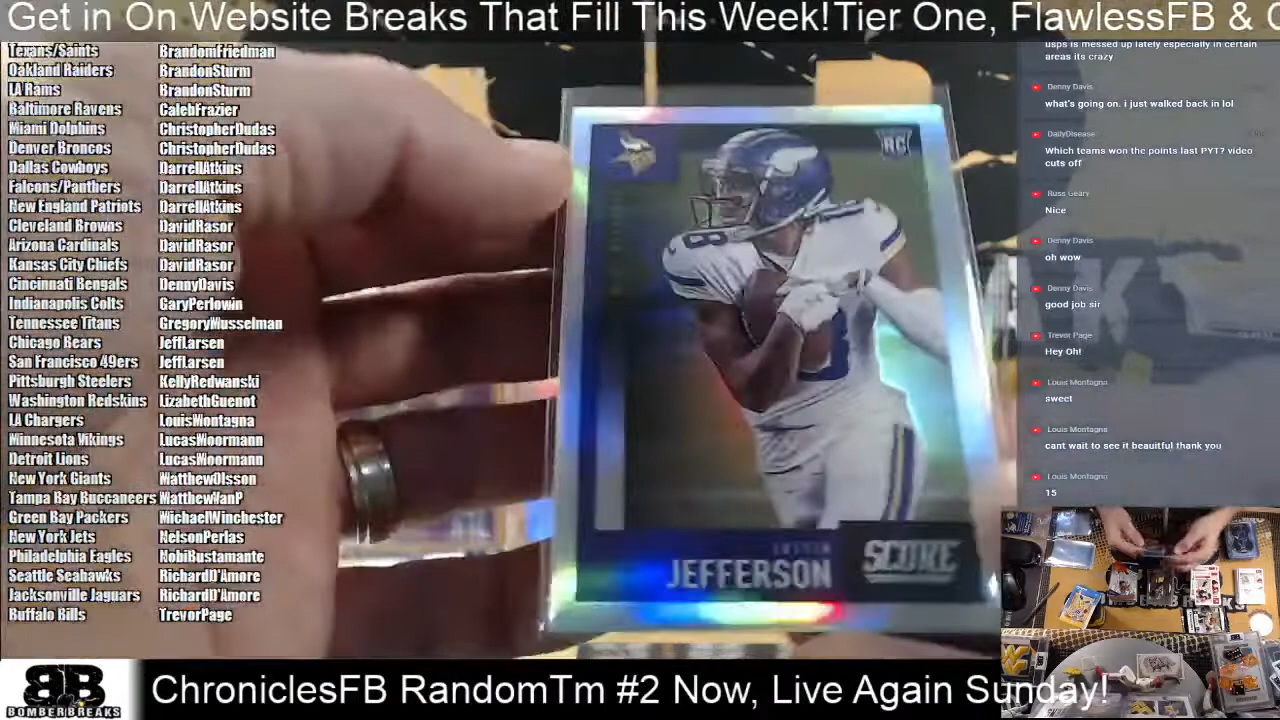 Get in On Website Breaks That Fill This Week!Tier One, FlawlessFB & C
Texans/Saints BrandomFriedman
Oakland Raiders BrandonSturm
LA Rams BrandonSturm
Baltimore Ravens CalebFrazier
Miami Dolphins ChristopherDudas
Denver Broncos ChristopherDudas
Dallas Cowboys DarrellAtkins
Falcons/Panthers DarrellAtkins
New England Patriots DarrellAtkins
Cleveland Browns DavidRasor
Arizona Cardinals DavidRasor
Kansas City Chiefs DavidRasor
Cincinnati Bengals DennyDavis
Indianapolis Colts GaryPerlowin
Tennessee Titans GregoryMusselman
Chicago Bears JeffLarsen
San Francisco 49ers JeffLarsen
Pittsburgh Steelers KellyRedwanski
Washington Redskins LizabethGuenot
LA Chargers LouisMontagna
Minnesota Vikings LucasWoormann
Detroit Lions LucasWoormann
New York Giants MatthewOlsson
Tampa Bay Buccaneers MatthewVanP
Green Bay Packers MichaelWinchester
New York Jets NelsonPerlas
Philadelphia Eagles NobiBustamante
Seattle Seahawks RichardD'Amore
Jacksonville Jaguars RichardD'Amore
Buffalo Bills TrevorPage
RC
JUSTIN
JEFFERSON
SCORE
usps is messed up lately especially in certain
areas its crazy
Denny Davis
what's going on. i just walked back in lol
DailyDisease
Which teams won the points last PYT? video
cuts off
Russ Geary
Nice
Denny Davis
oh wow
Denny Davis
good job sir
Trevor Page
Hey Oh!
Louis Montagna
sweet
Louis Montagna
cant wait to see it beauitful thank you
Louis Montagna
15
BB
BOMBERBREAKS
ChroniclesFB RandomTm #2 Now, Live Again Sunday!